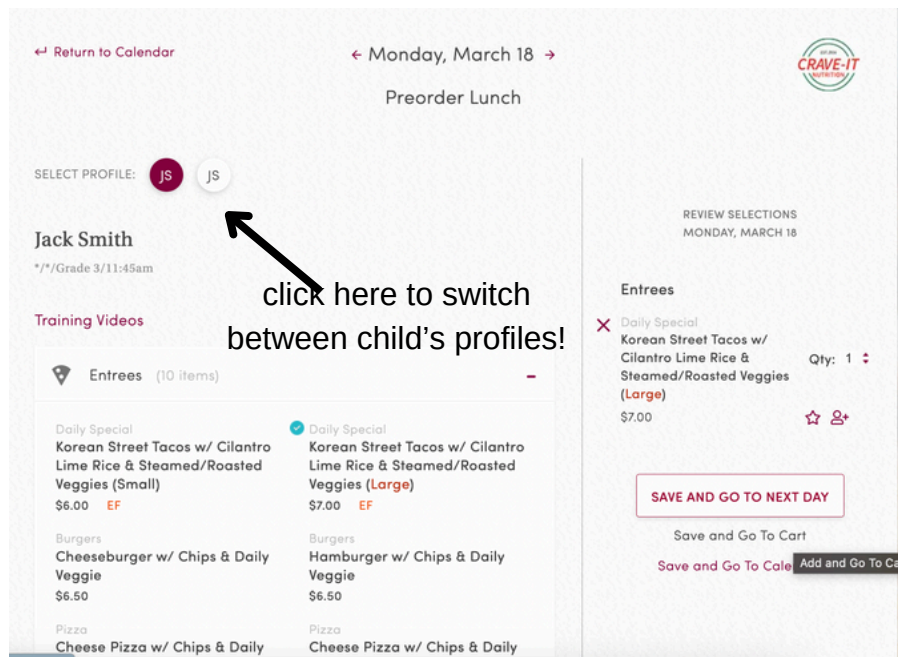 ↵ Return to Calendar
← Monday, March 18 →
Preorder Lunch
EST. 2010
CRAVE-IT
NUTRITION
SELECT PROFILE: JS JS
Jack Smith
*/*/Grade 3/11:45am
click here to switch
between child's profiles!
Training Videos
Entrees (10 items) –
Daily Special
Korean Street Tacos w/ Cilantro
Lime Rice & Steamed/Roasted
Veggies (Small)
$6.00 EF
Daily Special
Korean Street Tacos w/ Cilantro
Lime Rice & Steamed/Roasted
Veggies (Large)
$7.00 EF
Burgers
Cheeseburger w/ Chips & Daily
Veggie
$6.50
Burgers
Hamburger w/ Chips & Daily
Veggie
$6.50
Pizza
Cheese Pizza w/ Chips & Daily
Pizza
Cheese Pizza w/ Chips & Daily
REVIEW SELECTIONS
MONDAY, MARCH 18
Entrees
Daily Special
Korean Street Tacos w/
Cilantro Lime Rice &
Steamed/Roasted Veggies
(Large)
Qty: 1
$7.00
SAVE AND GO TO NEXT DAY
Save and Go To Cart
Save and Go To Cale
Add and Go To Ca